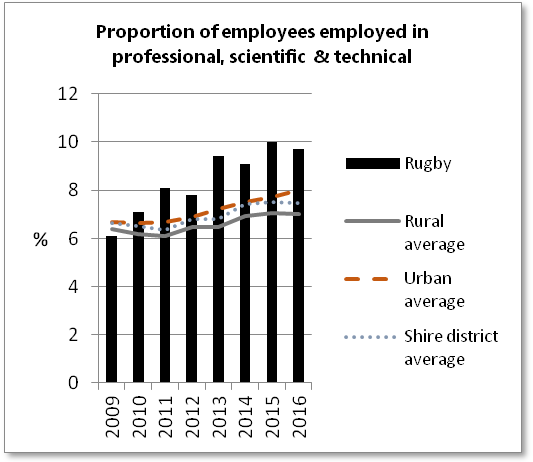 Proportion of employees employed in
professional, scientific & technical
12
10
8
6
4
2
0
%
2009
2010
2011
2012
2013
2014
2015
2016
Rugby
Rural
average
Urban
average
Shire district
average